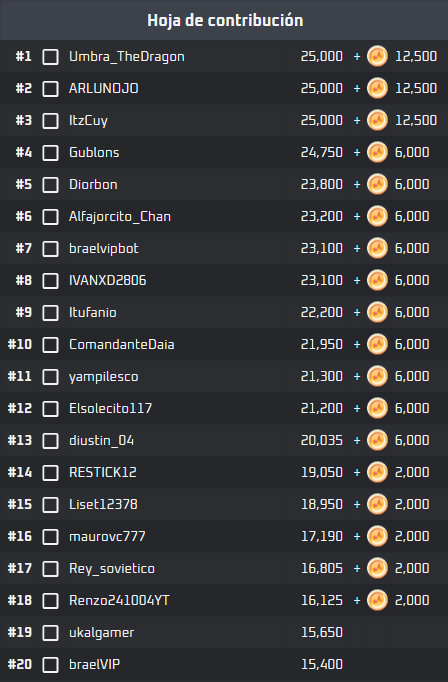 Hoja de contribución
#1 Umbra_TheDragon 25,000 + 12,500
#2 ARLUNOJO 25,000 + 12,500
#3 ItzCuy 25,000 + 12,500
#4 Gublons 24,750 + 6,000
#5 Diorbon 23,800 + 6,000
#6 Alfajorcito_Chan 23,200 + 6,000
#7 braelvipbot 23,100 + 6,000
#8 IVANXD2806 23,100 + 6,000
#9 Itufanio 22,200 + 6,000
#10 ComandanteDaia 21,950 + 6,000
#11 yampilesco 21,300 + 6,000
#12 Elsolecito117 21,200 + 6,000
#13 diustin_04 20,035 + 6,000
#14 RESTICK12 19,050 + 2,000
#15 Liset12378 18,950 + 2,000
#16 maurovc777 17,190 + 2,000
#17 Rey_sovietico 16,805 + 2,000
#18 Renzo241004YT 16,125 + 2,000
#19 ukalgamer 15,650
#20 braelVIP 15,400